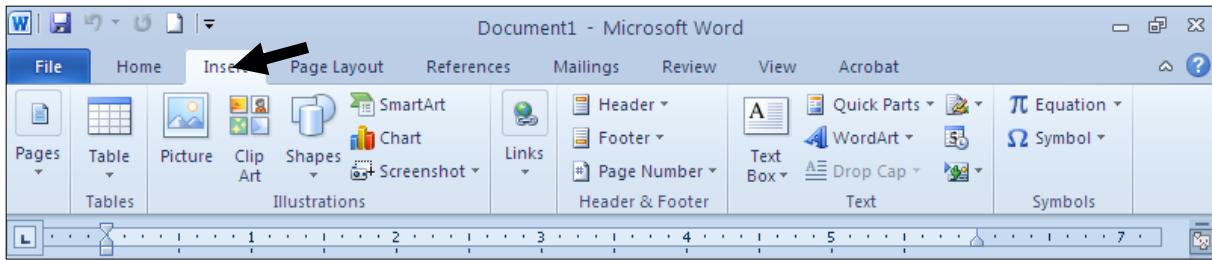 W Document1 - Microsoft Word
File Home Insert Page Layout References Mailings Review View Acrobat ?
Pages
Table
Tables
Picture
Clip
Art
Shapes
SmartArt
Chart
Screenshot
Illustrations
Links
Header
Footer
# Page Number
Header & Footer
A
Text
Box
Quick Parts
A WordArt
A Drop Cap
5
Text
π Equation
Ω Symbol
Symbols
L 1 2 3 4 5 7